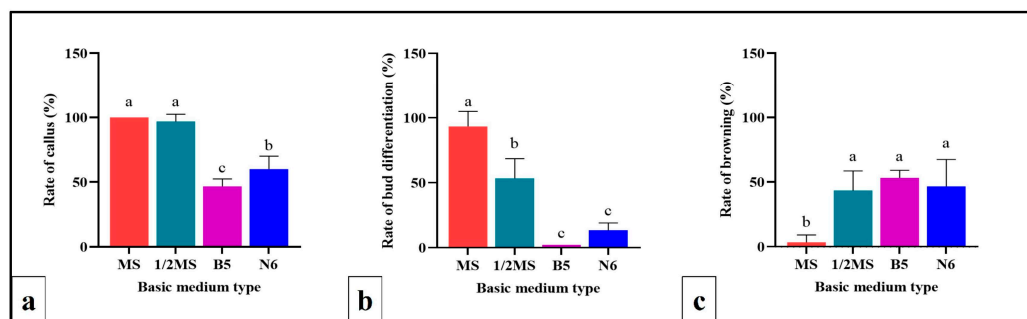 Rate of callus (%)
150
100
50
0
a
a
c
b
MS 1/2MS B5 N6
Basic medium type
a
Rate of bud differentiation (%)
150
100
50
0
a
b
c
c
MS 1/2MS B5 N6
Basic medium type
b
Rate of browning (%)
150
100
50
0
b
a
a
a
MS 1/2MS B5 N6
Basic medium type
c